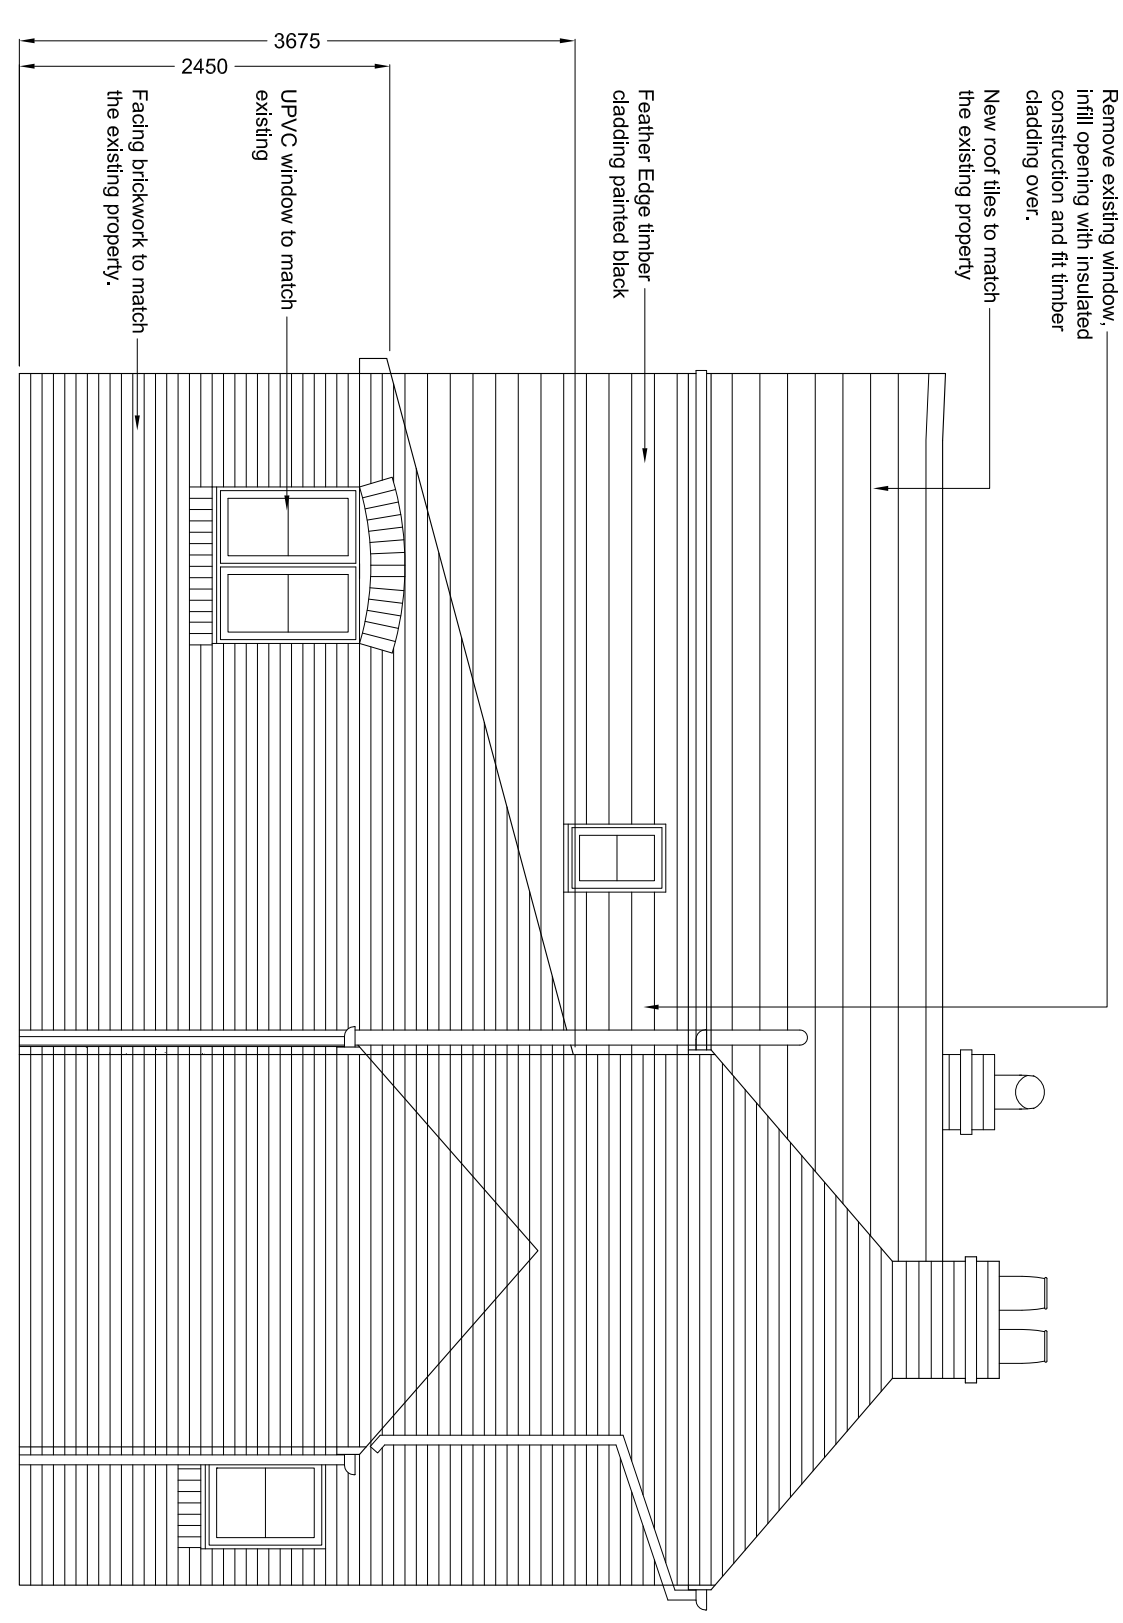 Remove existing window,
infill opening with insulated
construction and fit timber
cladding over.
New roof tiles to match
the existing property
Feather Edge timber
cladding painted black
UPVC window to match
existing
Facing brickwork to match
the existing property.
3675
2450